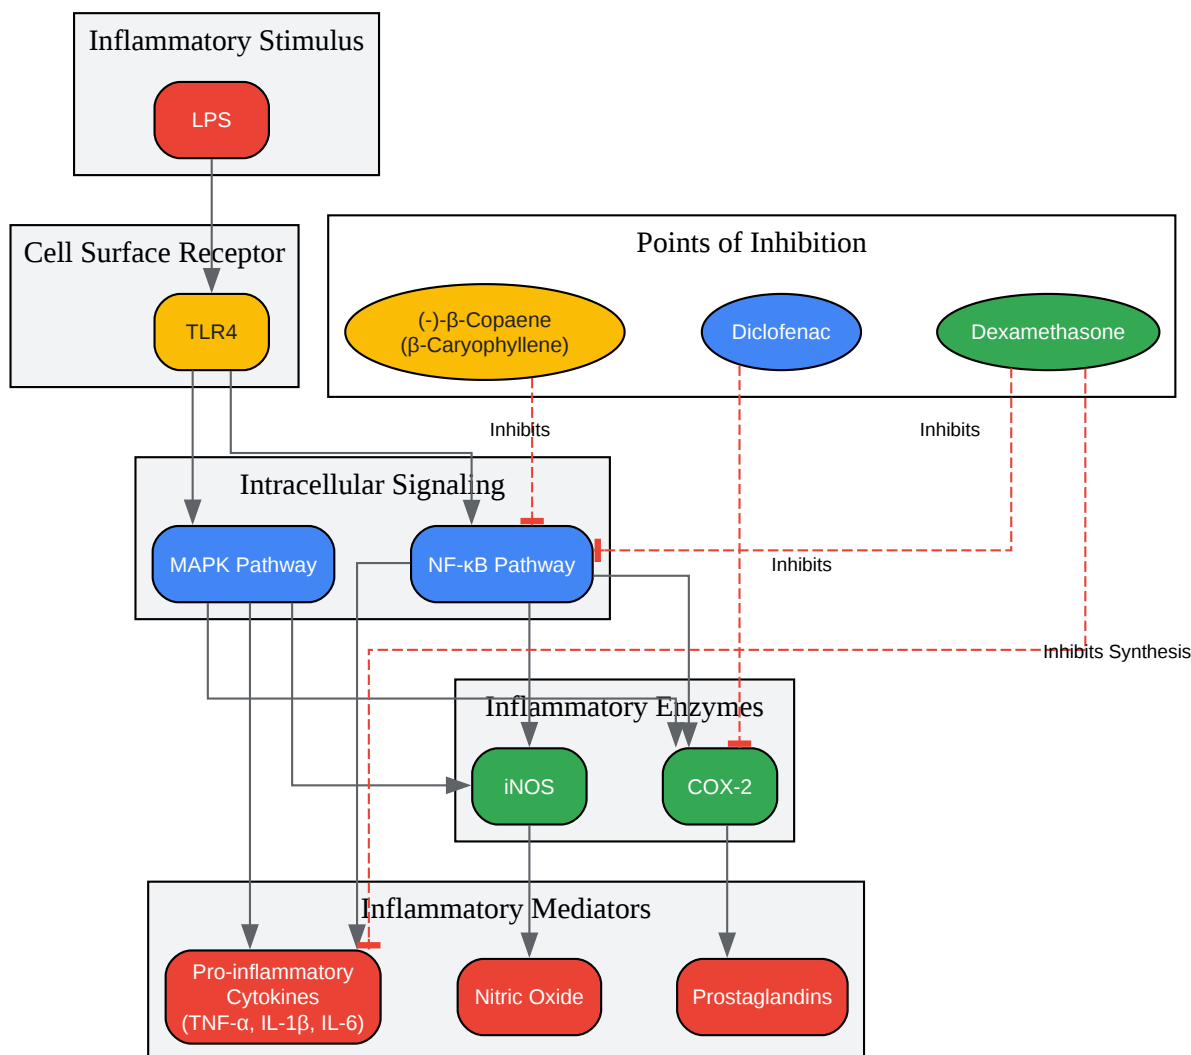 Inflammatory Stimulus
LPS
Cell Surface Receptor
TLR4
Points of Inhibition
(-)-β-Copaene
(β-Caryophyllene)
Diclofenac
Dexamethasone
Inhibits
Inhibits
Intracellular Signaling
MAPK Pathway
NF-κB Pathway
Inhibits
Inhibits Synthesis
Inflammatory Enzymes
iNOS
COX-2
Inflammatory Mediators
Pro-inflammatory
Cytokines
(TNF-α, IL-1β, IL-6)
Nitric Oxide
Prostaglandins